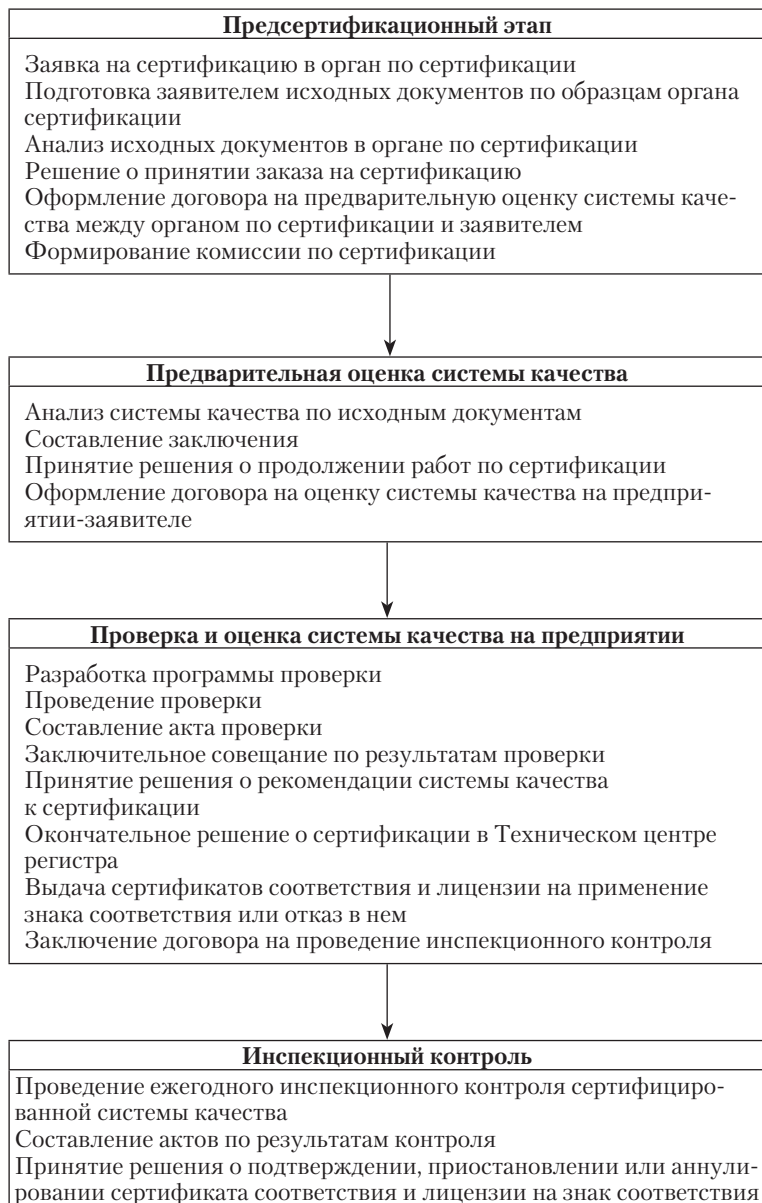 Предсертификационный этап
Заявка на сертификацию в орган по сертификации
Подготовка заявителем исходных документов по образцам органа
сертификации
Анализ исходных документов в органе по сертификации
Решение о принятии заказа на сертификацию
Оформление договора на предварительную оценку системы каче-
ства между органом по сертификации и заявителем
Формирование комиссии по сертификации
Предварительная оценка системы качества
Анализ системы качества по исходным документам
Составление заключения
Принятие решения о продолжении работ по сертификации
Оформление договора на оценку системы качества на предпри-
ятии-заявителе
Проверка и оценка системы качества на предприятии
Разработка программы проверки
Проведение проверки
Составление акта проверки
Заключительное совещание по результатам проверки
Принятие решения о рекомендации системы качества
к сертификации
Окончательное решение о сертификации в Техническом центре
регистра
Выдача сертификатов соответствия и лицензии на применение
знака соответствия или отказ в нем
Заключение договора на проведение инспекционного контроля
Инспекционный контроль
Проведение ежегодного инспекционного контроля сертифициро-
ванной системы качества
Составление актов по результатам контроля
Принятие решения о подтверждении, приостановлении или аннули-
ровании сертификата соответствия и лицензии на знак соответствия